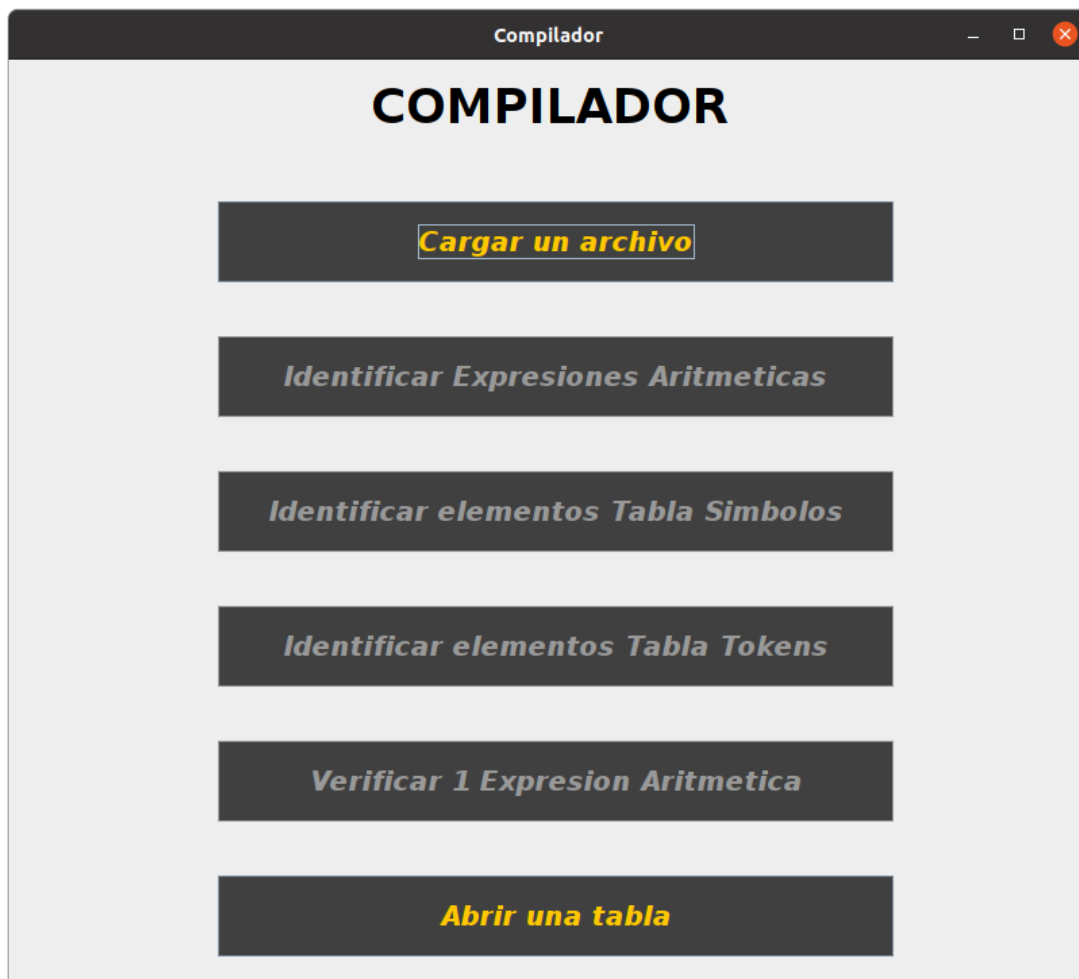 Compilador
COMPILADOR
Cargar un archivo
Identificar Expresiones Aritmeticas
Identificar elementos Tabla Simbolos
Identificar elementos Tabla Tokens
Verificar 1 Expresion Aritmetica
Abrir una tabla